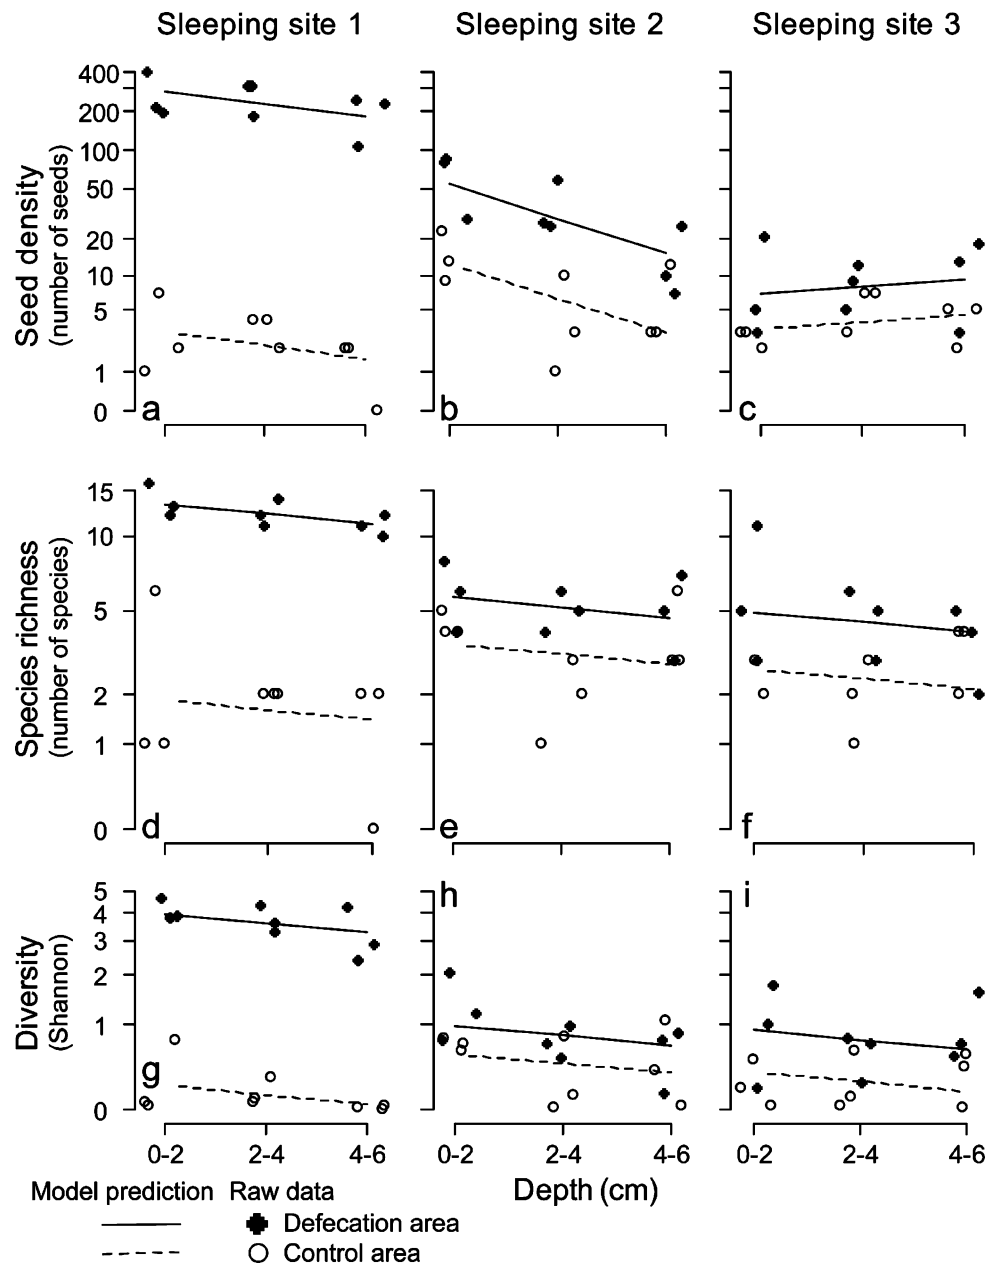 Sleeping site 1 Sleeping site 2 Sleeping site 3
Seed density
(number of seeds)
400
200
100
50
20
10
5
1
0
a b c
Species richness
(number of species)
15
10
5
2
1
0
d e f
Diversity
(Shannon)
5
4
3
2
1
0
g h i
0-2 2-4 4-6 0-2 2-4 4-6 0-2 2-4 4-6
Depth (cm)
Model prediction Raw data
Defecation area
Control area